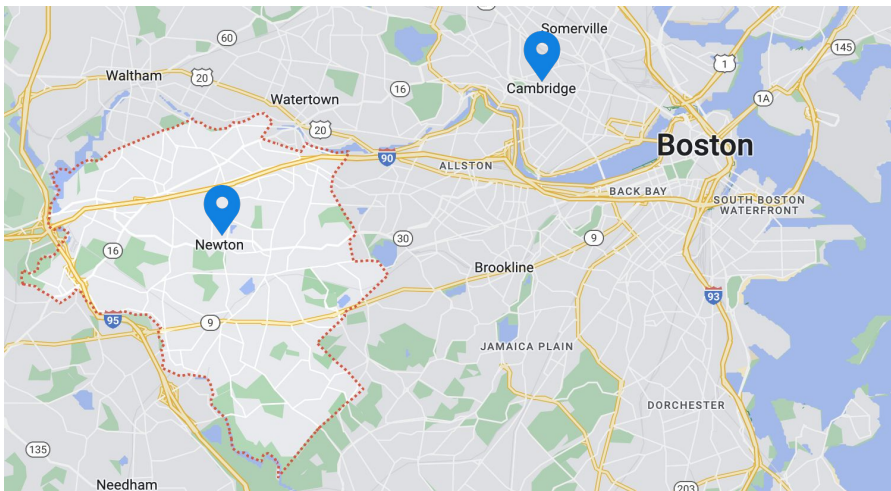 Somerville
60
1
145
Waltham
20
16
Cambridge
Watertown
1A
20
Boston
90
ALLSTON
BACK BAY
SOUTH BOSTON
WATERFRONT
Newton
16
30
9
Brookline
93
95
9
JAMAICA PLAIN
DORCHESTER
135
Needham
203